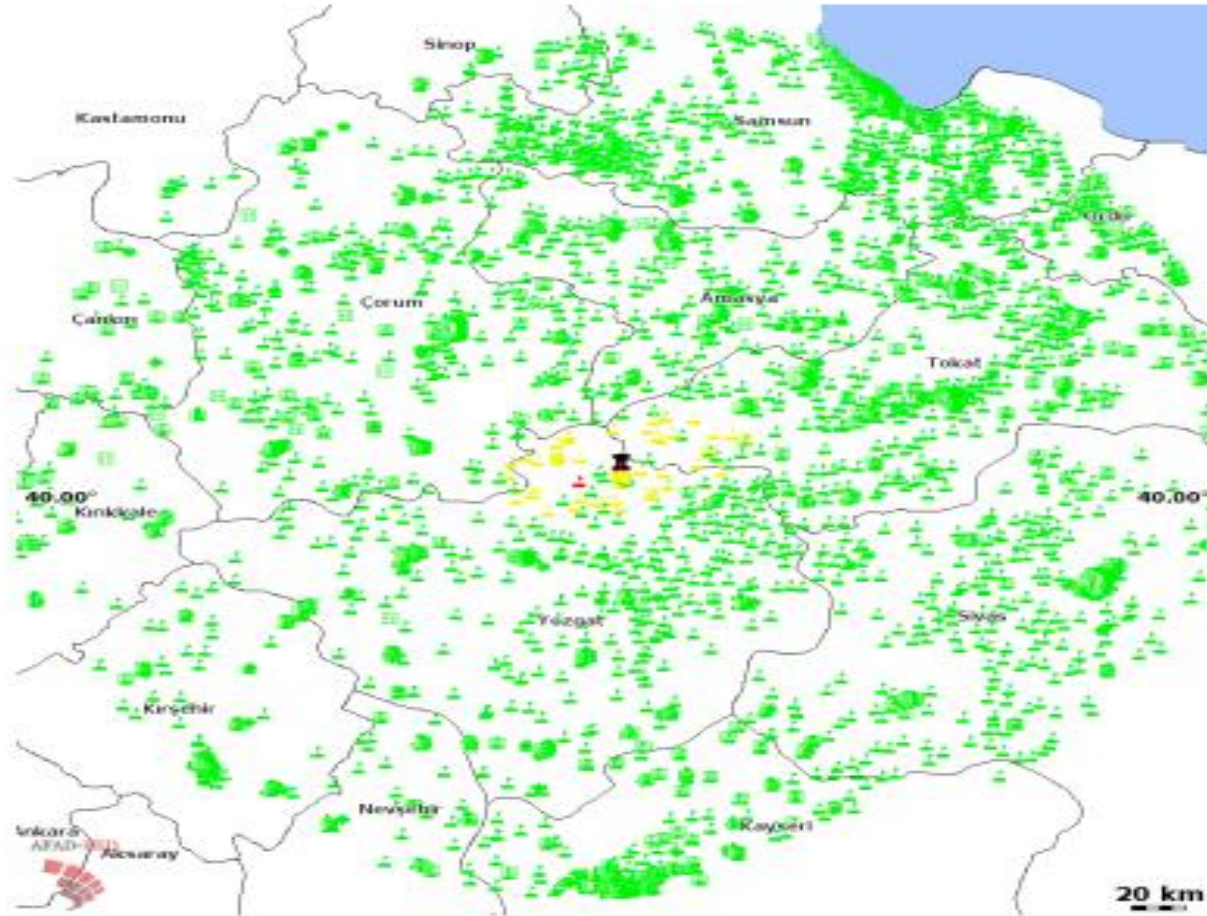 Sinop
Kastamonu
Samsun
Ordu
Çankırı
Çorum
Amasya
Tokat
40.00°
40.00°
Kırıkkale
Yozgat
Sivas
Kırşehir
Nevşehir
Kayseri
Ankara
Aksaray
20 km